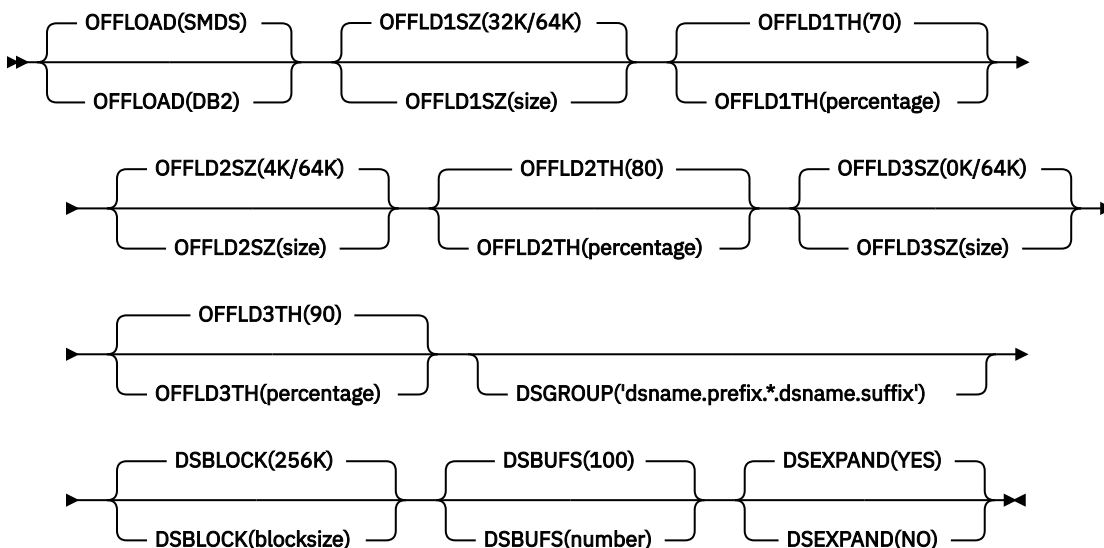 OFFLOAD(SMDS) OFFLD1SZ(32K/64K) OFFLD1TH(70)
OFFLOAD(DB2) OFFLD1SZ(size) OFFLD1TH(percentage)
OFFLD2SZ(4K/64K) OFFLD2TH(80) OFFLD3SZ(0K/64K)
OFFLD2SZ(size) OFFLD2TH(percentage) OFFLD3SZ(size)
OFFLD3TH(90)
OFFLD3TH(percentage) DSGROUP('dsname.prefix.*.dsname.suffix')
DSBLOCK(256K) DSBUFS(100) DSEXPAND(YES)
DSBLOCK(blocksize) DSBUFS(number) DSEXPAND(NO)